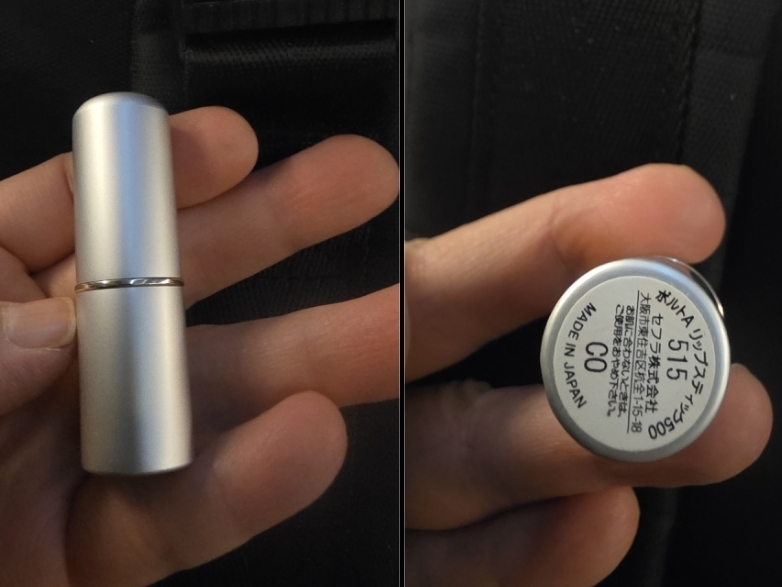 ポルトA リップスティック500
515
セフラ株式会社
大阪市東住吉区杭全1-15-18
お肌に合わないときは、
ご使用をおやめ下さい。
CO
MADE IN JAPAN